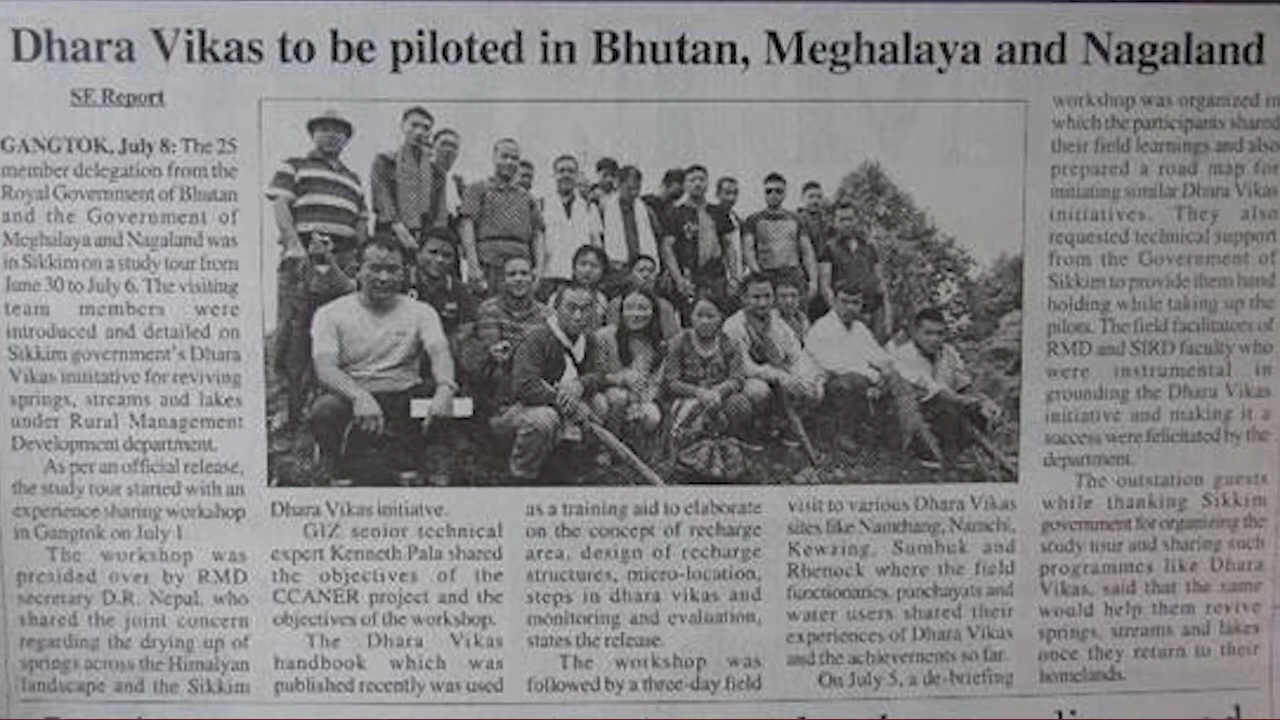 Dhara Vikas to be piloted in Bhutan, Meghalaya and Nagaland
SE Report
GANGTOK, July 8: The 25
member delegation from the
Royal Government of Bhutan
and the Government of
Meghalaya and Nagaland was
in Sikkim on a study tour from
June 30 to July 6. The visiting
team members were
introduced and detailed on
Sikkim government's Dhara
Vikas initiative for reviving
springs, streams and lakes
under Rural Management
Development department.
As per an official release,
the study tour started with an
experience sharing workshop
in Gangtok on July 1
The workshop was
presided over by RMD
secretary D.R. Nepal, who
shared the joint concern
regarding the drying up of
springs across the Himalyan
landscape and the Sikkim
Dhara Vikas initiatve.
GIZ senior technical
expert Kenneth Pala shared
the objectives of the
CCANER project and the
objectives of the workshop.
The Dhara Vikas
handbook which was
published recently was used
as a training aid to elaborate
on the concept of recharge
area, design of recharge
structures, micro-location,
steps in dhara vikas and
monitoring and evaluation,
states the release.
The workshop was
followed by a three-day field
visit to various Dhara Vikas
sites like Namthang, Namchi,
Kewzing, Sumbuk and
Rhenock where the field
functionaries, panchayats and
water users shared their
experiences of Dhara Vikas
and the achievements so far.
On July 5, a de-briefing
workshop was organized in
which the participants shared
their field learnings and also
prepared a road map for
initiating similar Dhara Vikas
initiatives. They also
requested technical support
from the Government of
Sikkim to provide them hand
holding while taking up the
pilots. The field facilitators of
RMD and SIRD faculty who
were instrumental in
grounding the Dhara Vikas
initiative and making it a
success were felicitated by the
department.
The outstation guests
while thanking Sikkim
government for organizing the
study tour and sharing such
programmes like Dhara
Vikas, said that the same
would help them revive
springs, streams and lakes
once they return to their
homelands.